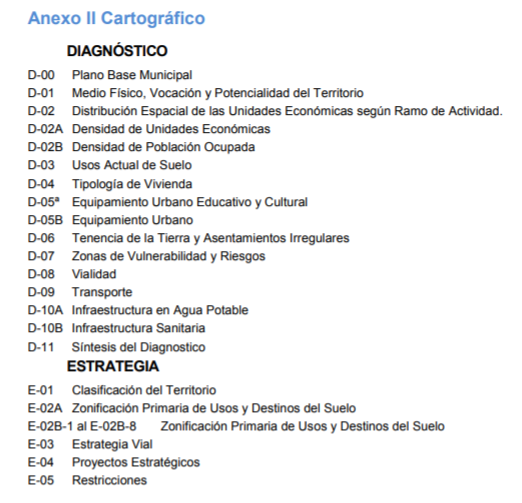 Anexo II Cartográfico
DIAGNÓSTICO
D-00 Plano Base Municipal
D-01 Medio Físico, Vocación y Potencialidad del Territorio
D-02 Distribución Espacial de las Unidades Económicas según Ramo de Actividad.
D-02A Densidad de Unidades Económicas
D-02B Densidad de Población Ocupada
D-03 Usos Actual de Suelo
D-04 Tipología de Vivienda
D-05ª Equipamiento Urbano Educativo y Cultural
D-05B Equipamiento Urbano
D-06 Tenencia de la Tierra y Asentamientos Irregulares
D-07 Zonas de Vulnerabilidad y Riesgos
D-08 Vialidad
D-09 Transporte
D-10A Infraestructura en Agua Potable
D-10B Infraestructura Sanitaria
D-11 Síntesis del Diagnostico
ESTRATEGIA
E-01 Clasificación del Territorio
E-02A Zonificación Primaria de Usos y Destinos del Suelo
E-02B-1 al E-02B-8 Zonificación Primaria de Usos y Destinos del Suelo
E-03 Estrategia Vial
E-04 Proyectos Estratégicos
E-05 Restricciones